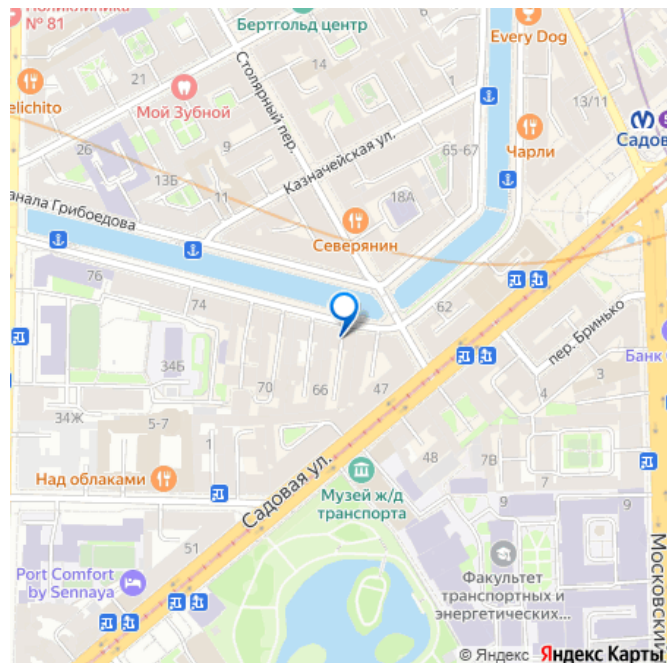 Поликлиника
№ 81
Бертгольд центр
Every Dog
elichito
21
14
Столярный пер.
Мой Зубной
13/11
Садов
Чарли
65-67
26
9
Казначейская ул.
13Б
11
18А
анала Грибоедова
Северянин
76
74
62
пер. Бринько
Банк
34Б
70
66
47
4
3
34Ж
5-7
1
48
7В
Над облаками
Садовая ул.
Музей ж/д
транспорта
9
9
51
Port Comfort
by Sennaya
Факультет
транспортных и
энергетических...
Московский
© Яндекс Яндекс Карты